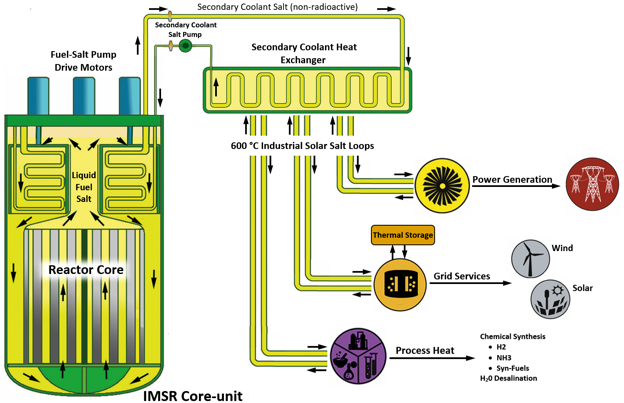 Secondary Coolant Salt (non-radioactive)
Secondary Coolant
Salt Pump
Fuel-Salt Pump
Drive Motors
Secondary Coolant Heat
Exchanger
600 °C Industrial Solar Salt Loops
Liquid
Fuel
Salt
Power Generation
Thermal Storage
Wind
Reactor Core
Grid Services
Solar
Process Heat
Chemical Synthesis
• H2
• NH3
• Syn-Fuels
H₂0 Desalination
IMSR Core-unit